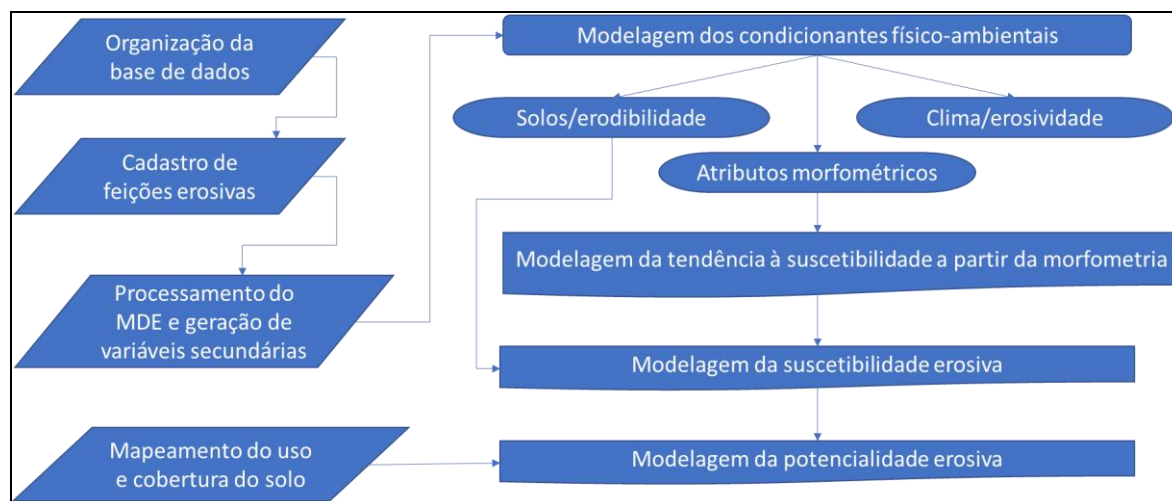 Organização da
base de dados
Cadastro de
feições erosivas
Processamento do
MDE e geração de
variáveis secundárias
Mapeamento do uso
e cobertura do solo
Modelagem dos condicionantes físico-ambientais
Solos/erodibilidade
Clima/erosividade
Atributos morfométricos
Modelagem da tendência à suscetibilidade a partir da morfometria
Modelagem da suscetibilidade erosiva
Modelagem da potencialidade erosiva